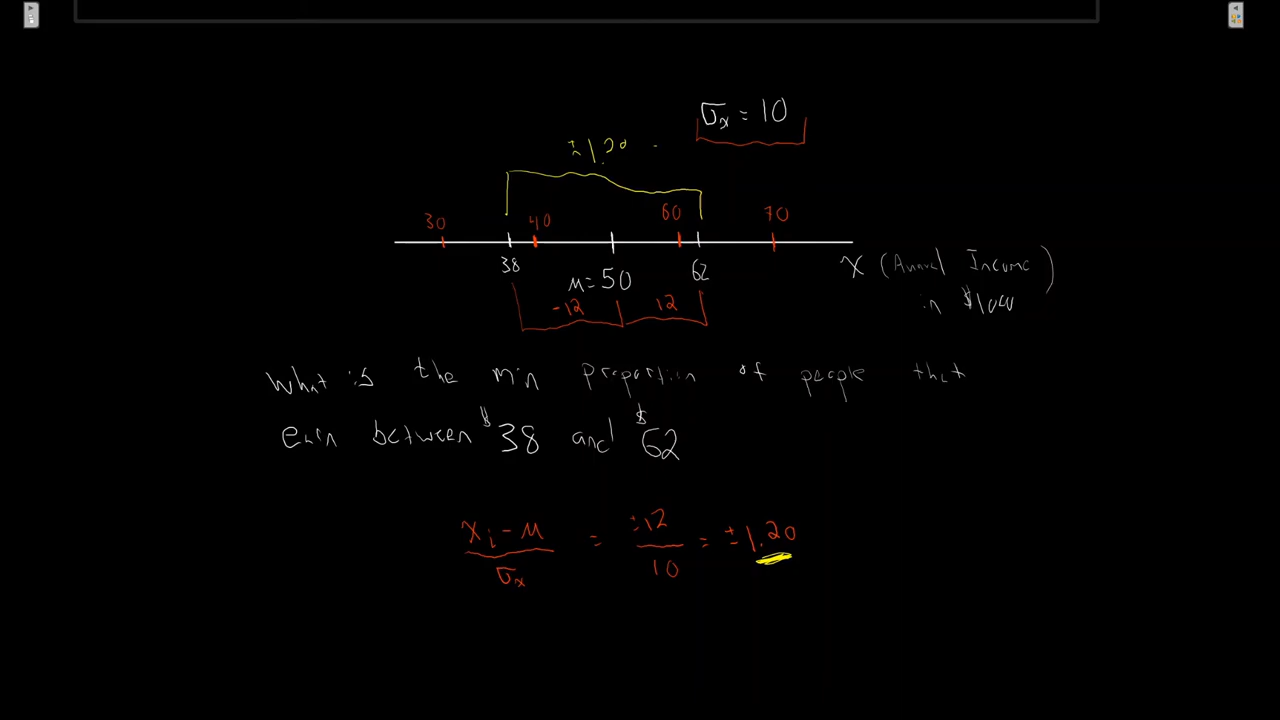 σx = 10
± 1.20
30 40 60 70
38 μ = 50 62 X (Annual Income
-12 12 in $1000
What is the min proportion of people that
earn between $38 and $62
xi - μ / σx = ±12 / 10 = ±1.20